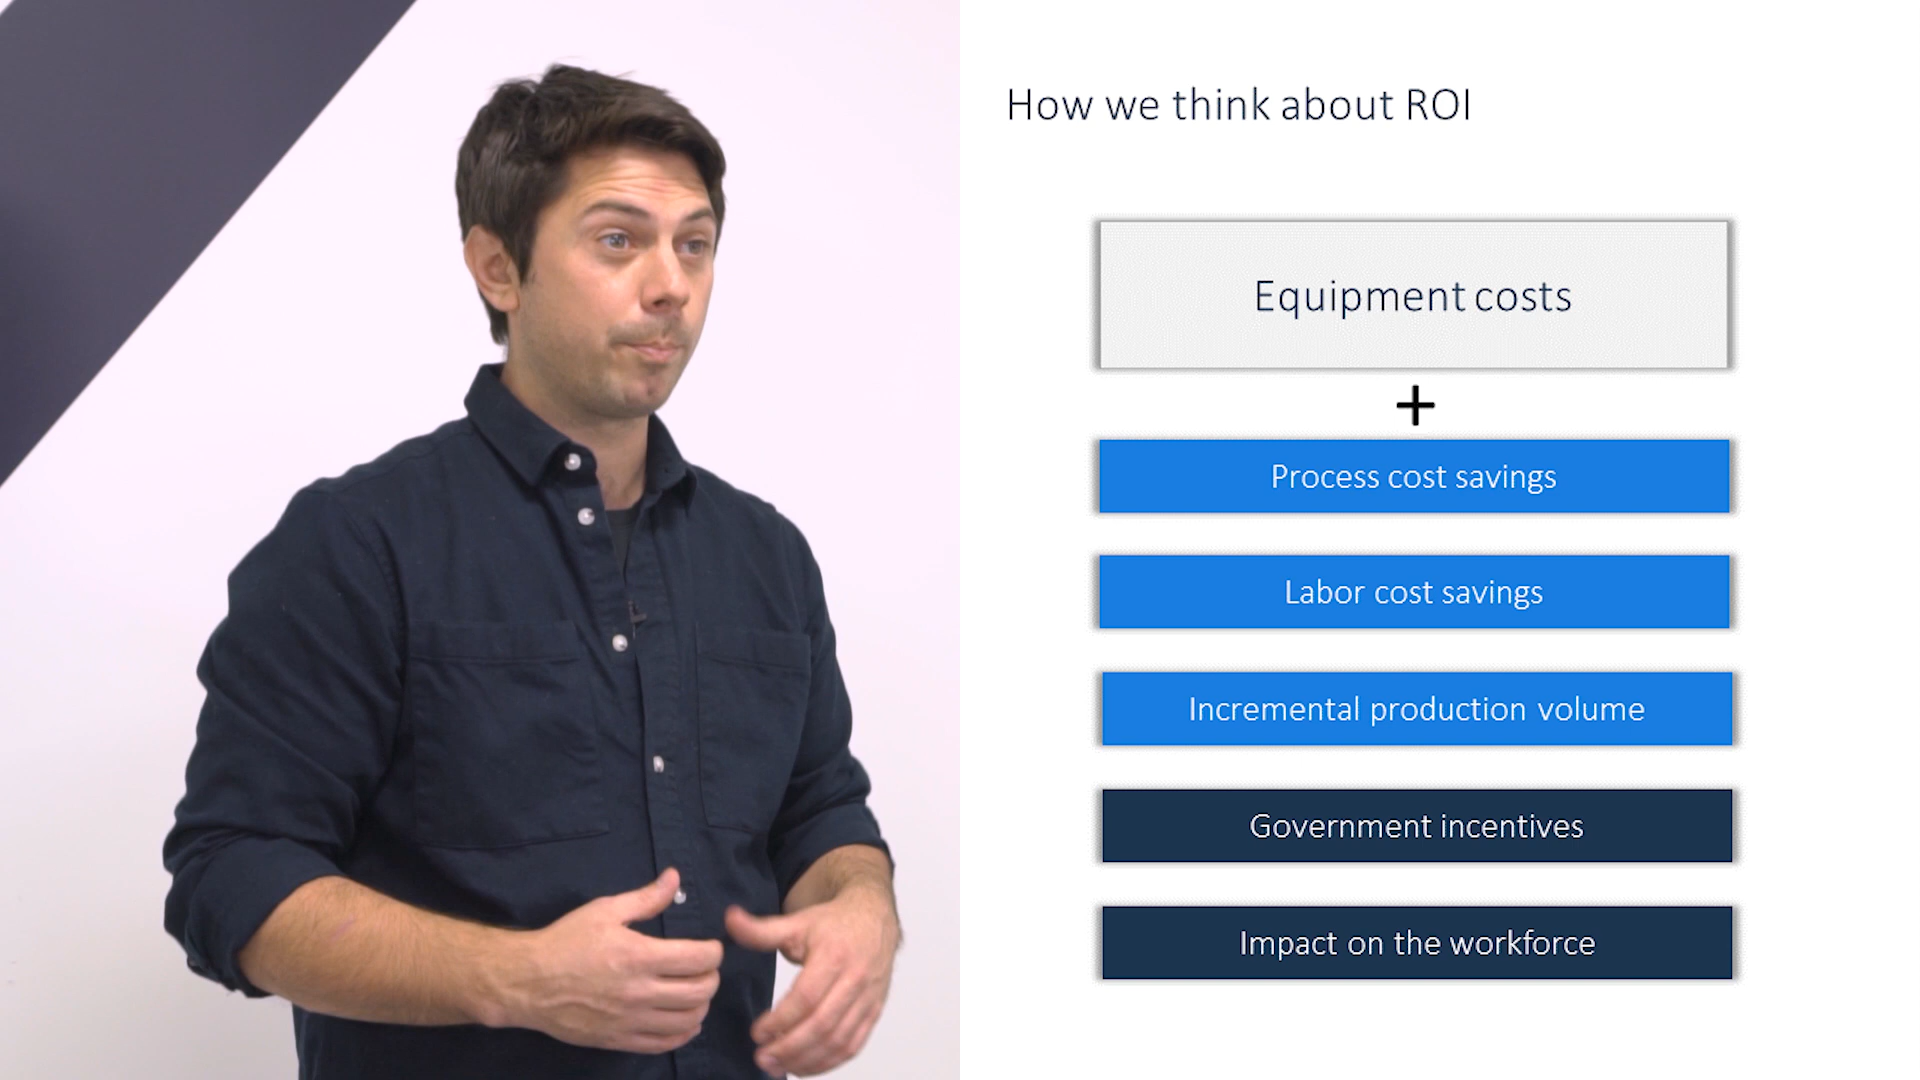 How we think about ROI
Equipment costs
+
Process cost savings
Labor cost savings
Incremental production volume
Government incentives
Impact on the workforce